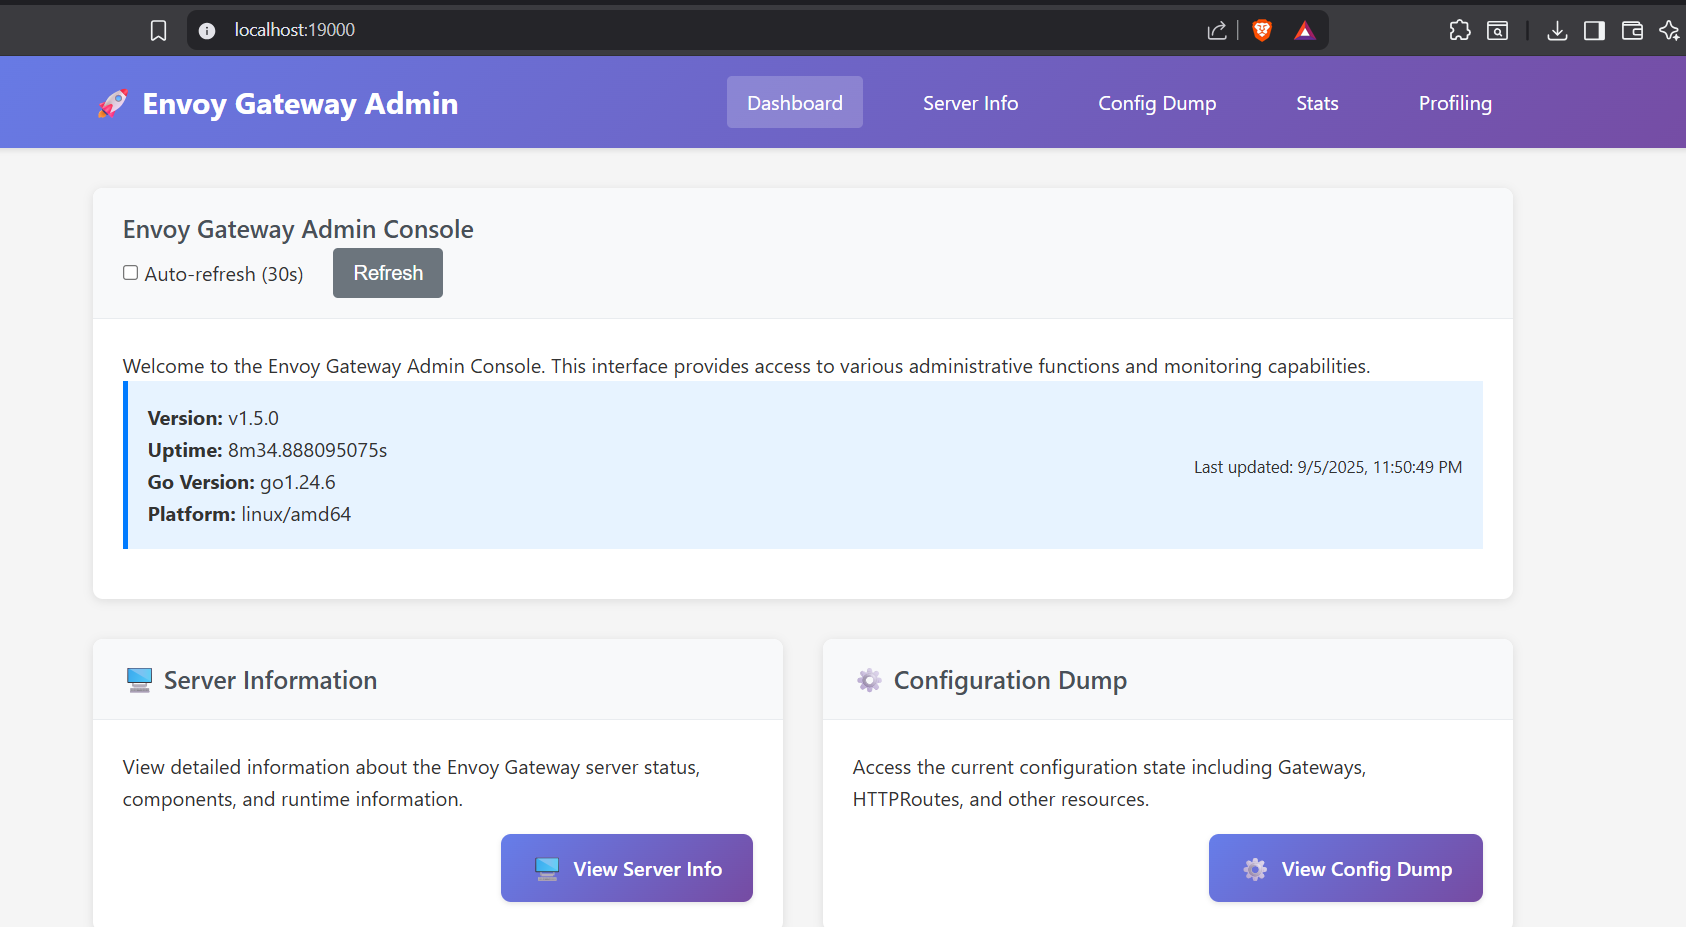 localhost:19000
Envoy Gateway Admin
Dashboard
Server Info
Config Dump
Stats
Profiling
Envoy Gateway Admin Console
Auto-refresh (30s)
Refresh
Welcome to the Envoy Gateway Admin Console. This interface provides access to various administrative functions and monitoring capabilities.
Version: v1.5.0
Uptime: 8m34.888095075s
Go Version: go1.24.6
Platform: linux/amd64
Last updated: 9/5/2025, 11:50:49 PM
Server Information
View detailed information about the Envoy Gateway server status,
components, and runtime information.
View Server Info
Configuration Dump
Access the current configuration state including Gateways,
HTTPRoutes, and other resources.
View Config Dump